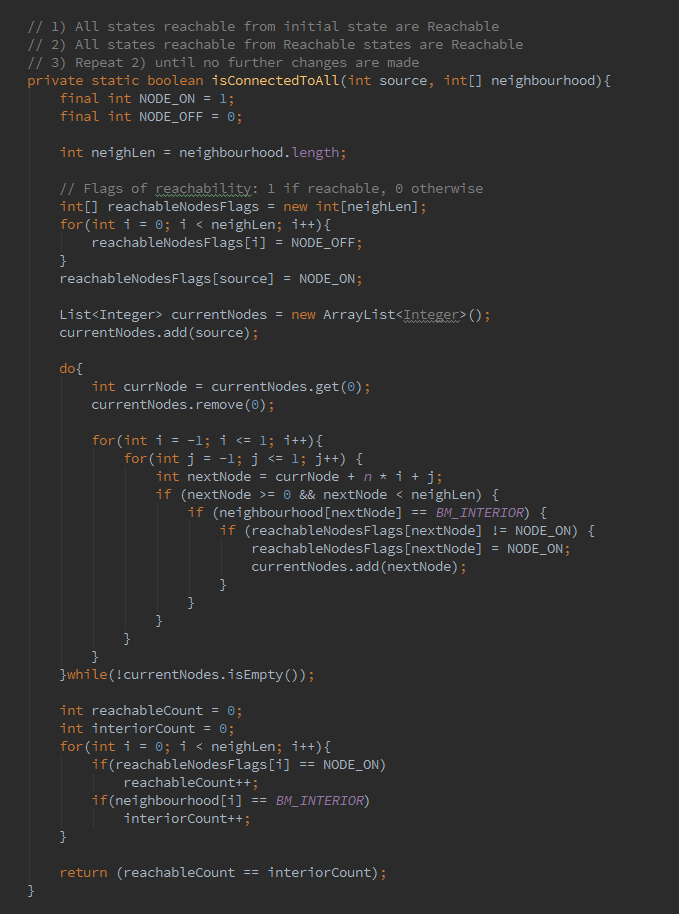 // 1) All states reachable from initial state are Reachable
// 2) All states reachable from Reachable states are Reachable
// 3) Repeat 2) until no further changes are made
private static boolean isConnectedToAll(int source, int[] neighbourhood){
    final int NODE_ON = 1;
    final int NODE_OFF = 0;

    int neighLen = neighbourhood.length;

    // Flags of reachability: 1 if reachable, 0 otherwise
    int[] reachableNodesFlags = new int[neighLen];
    for(int i = 0; i < neighLen; i++){
        reachableNodesFlags[i] = NODE_OFF;
    }
    reachableNodesFlags[source] = NODE_ON;

    List<Integer> currentNodes = new ArrayList<Integer>();
    currentNodes.add(source);

    do{
        int currNode = currentNodes.get(0);
        currentNodes.remove(0);

        for(int i = -1; i <= 1; i++){
            for(int j = -1; j <= 1; j++) {
                int nextNode = currNode + n * i + j;
                if (nextNode >= 0 && nextNode < neighLen) {
                    if (neighbourhood[nextNode] == BM_INTERIOR) {
                        if (reachableNodesFlags[nextNode] != NODE_ON) {
                            reachableNodesFlags[nextNode] = NODE_ON;
                            currentNodes.add(nextNode);
                        }
                    }
                }
            }
        }
    }while(!currentNodes.isEmpty());

    int reachableCount = 0;
    int interiorCount = 0;
    for(int i = 0; i < neighLen; i++){
        if(reachableNodesFlags[i] == NODE_ON)
            reachableCount++;
        if(neighbourhood[i] == BM_INTERIOR)
            interiorCount++;
    }

    return (reachableCount == interiorCount);
}